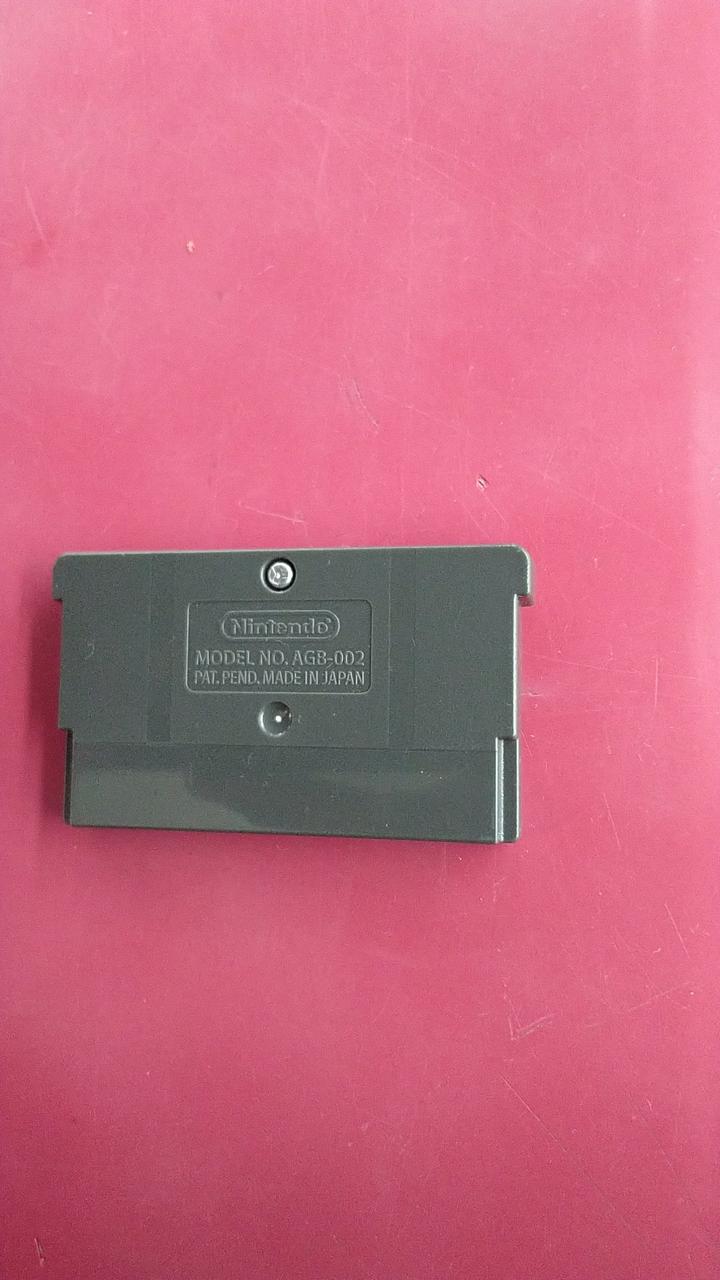 Nintendo
MODEL NO. AGB-002
PAT. PEND. MADE IN JAPAN